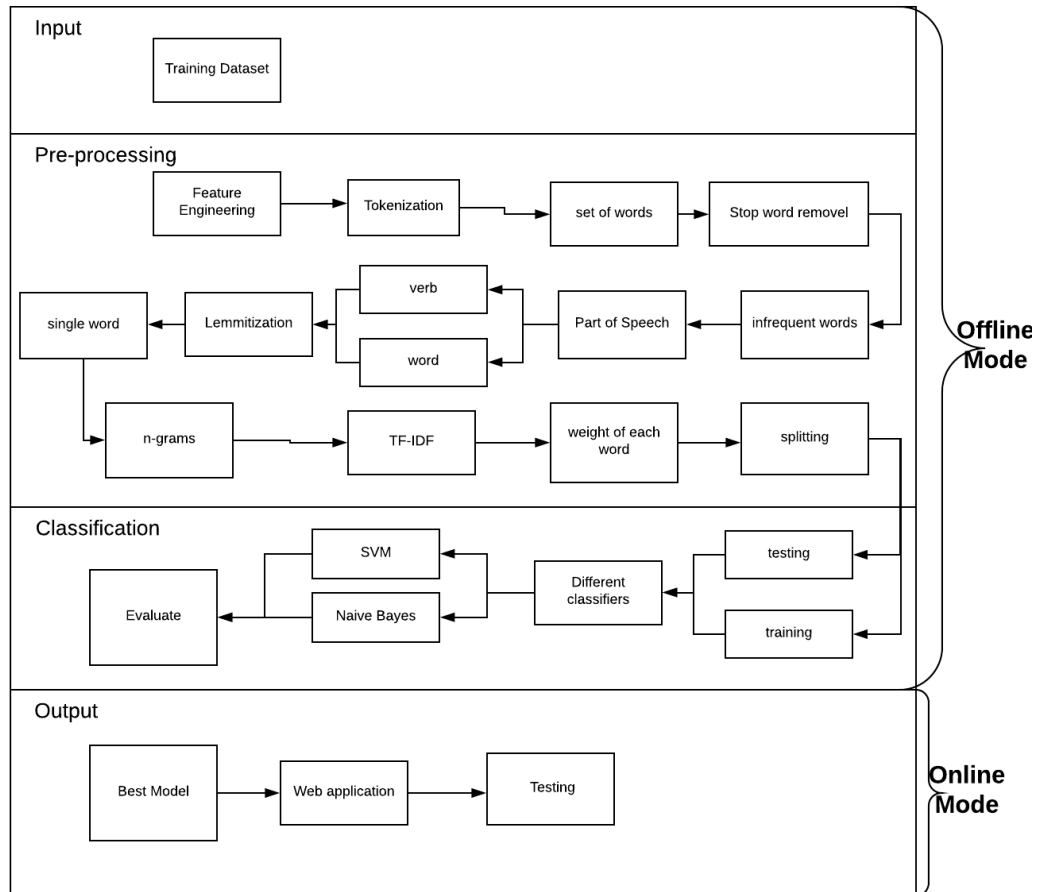 Input
Training Dataset
Pre-processing
Feature
Engineering
Tokenization
set of words
Stop word removel
verb
word
single word
Lemmitization
Part of Speech
infrequent words
Offline
Mode
n-grams
TF-IDF
weight of each
word
splitting
Classification
SVM
Naive Bayes
Different
classifiers
testing
training
Evaluate
Output
Best Model
Web application
Testing
Online
Mode